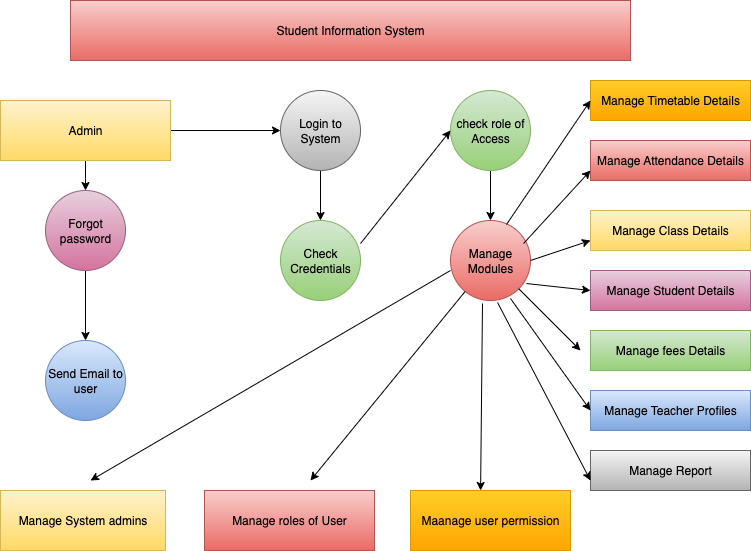 Student Information System
Admin
Login to
System
check role of
Access
Manage Timetable Details
Manage Attendance Details
Forgot
password
Check
Credentials
Manage
Modules
Manage Class Details
Manage Student Details
Manage fees Details
Send Email to
user
Manage Teacher Profiles
Manage Report
Manage System admins
Manage roles of User
Maanage user permission